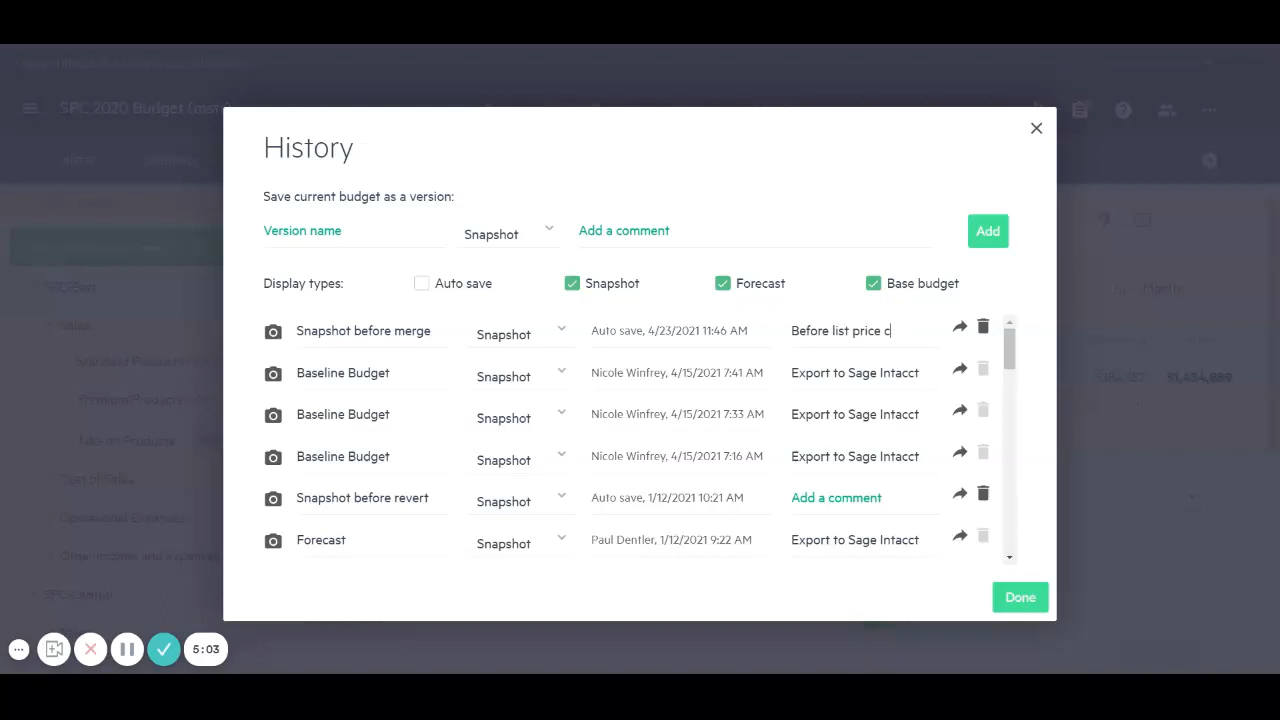 SPC 2020 Budget
History
Save current budget as a version:
Version name Snapshot Add a comment Add
Display types: Auto save Snapshot Forecast Base budget
Snapshot before merge Snapshot Auto save, 4/23/2021 11:46 AM Before list price c
Baseline Budget Snapshot Nicole Winfrey, 4/15/2021 7:41 AM Export to Sage Intacct
Baseline Budget Snapshot Nicole Winfrey, 4/15/2021 7:33 AM Export to Sage Intacct
Baseline Budget Snapshot Nicole Winfrey, 4/15/2021 7:16 AM Export to Sage Intacct
Snapshot before revert Snapshot Auto save, 1/12/2021 10:21 AM Add a comment
Forecast Snapshot Paul Dentler, 1/12/2021 9:22 AM Export to Sage Intacct
Done
5:03